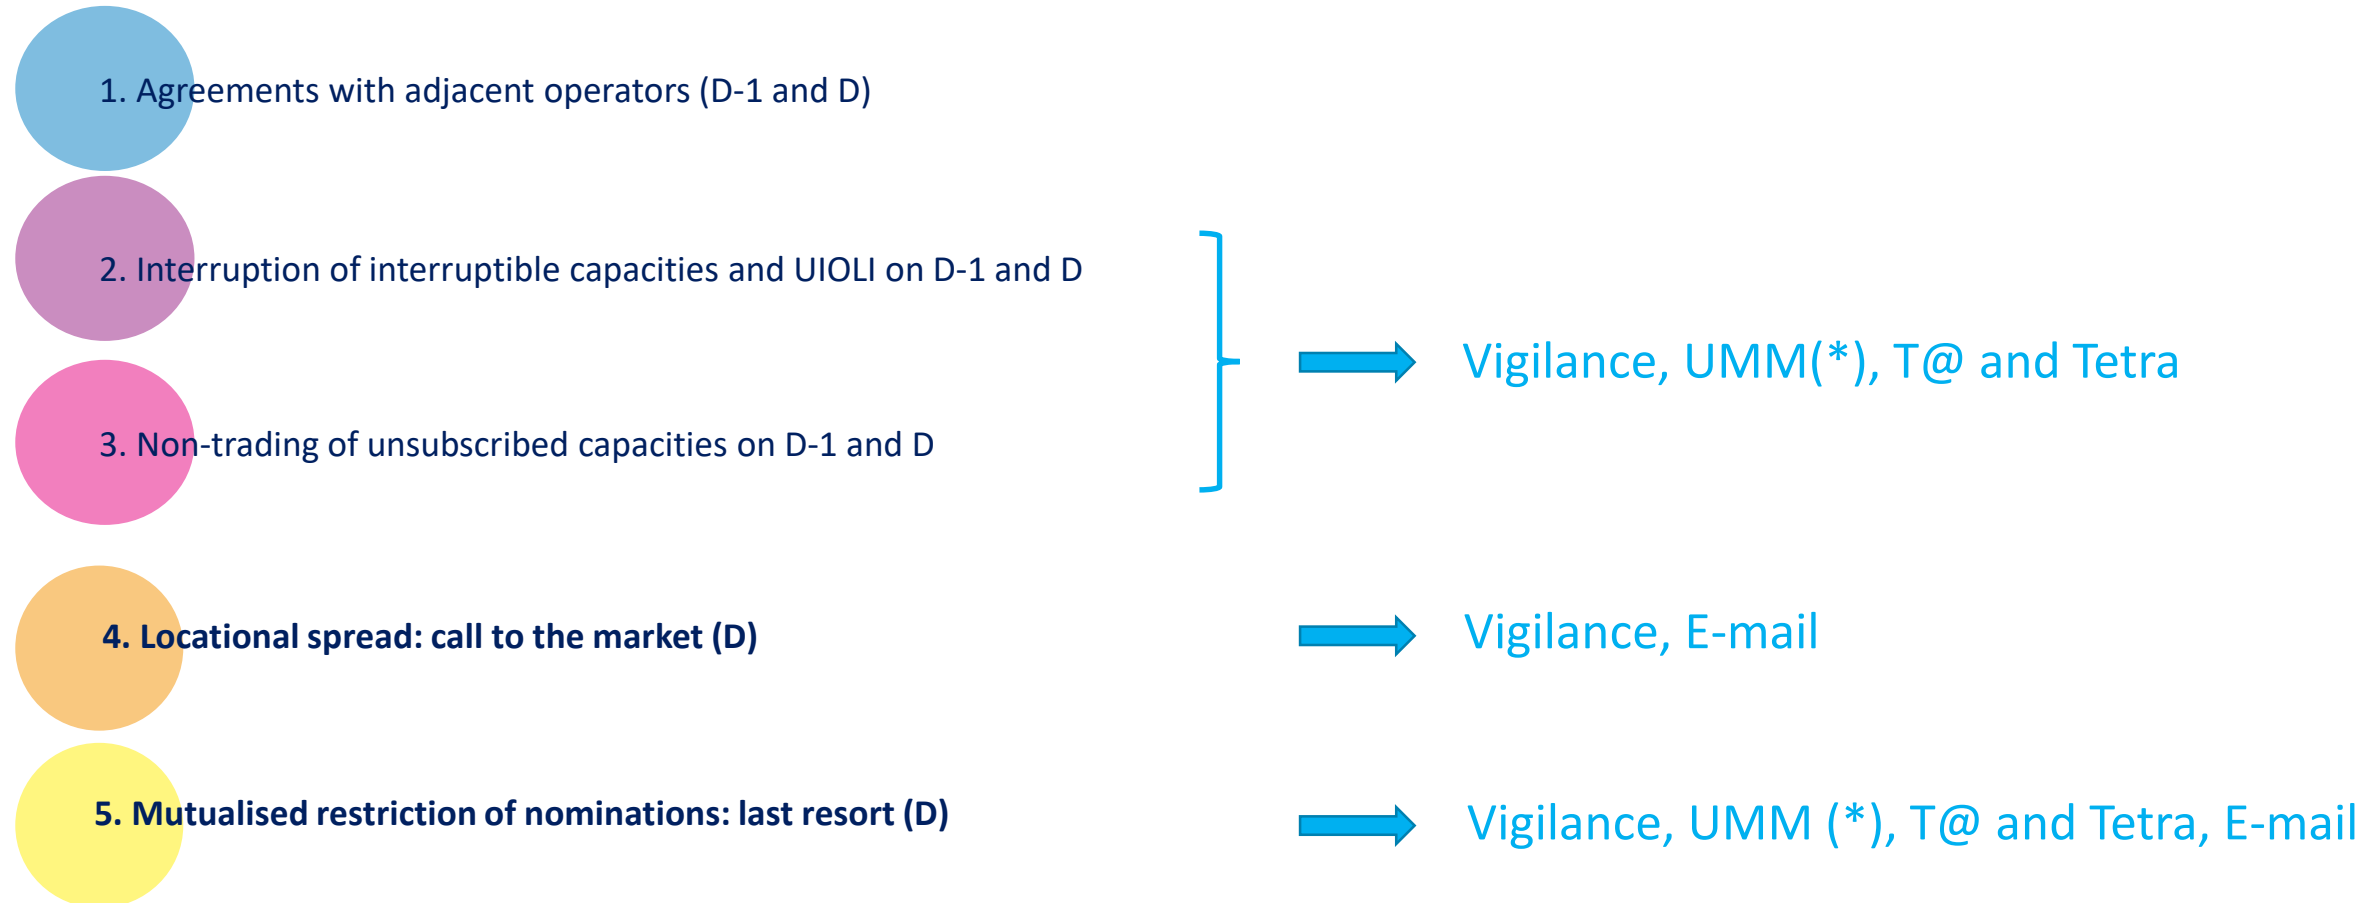 1. Agreements with adjacent operators (D-1 and D)
2. Interruption of interruptible capacities and UIOLI on D-1 and D
Vigilance, UMM(*), T@ and Tetra
3. Non-trading of unsubscribed capacities on D-1 and D
4. Locational spread: call to the market (D)
Vigilance, E-mail
5. Mutualised restriction of nominations: last resort (D)
Vigilance, UMM (*), T@ and Tetra, E-mail